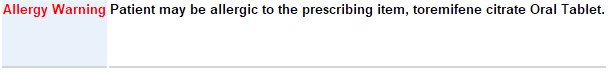 Allergy Warning Patient may be allergic to the prescribing item, toremifene citrate Oral Tablet.